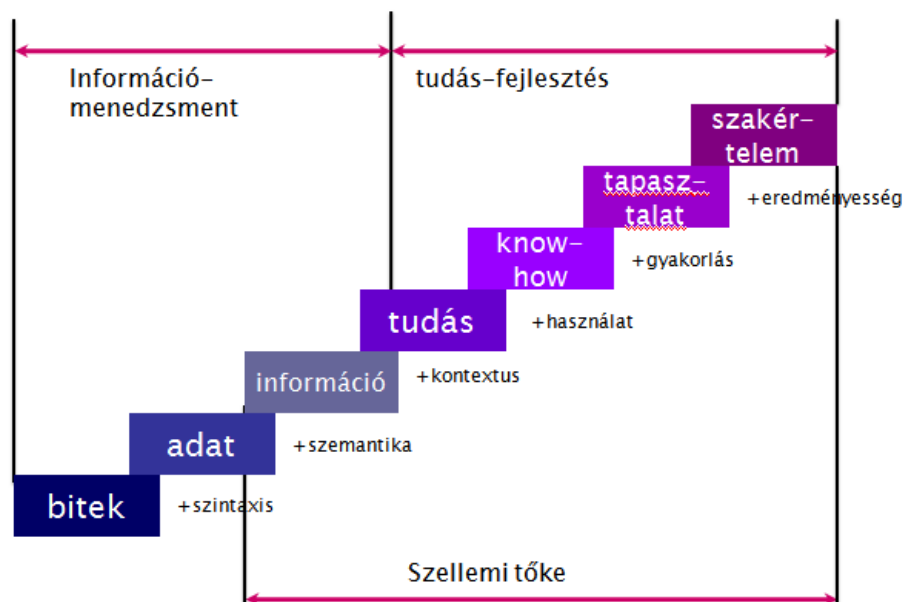 Információ-
menedzsment
tudás-fejlesztés
szakér-
telem
tapasz-
talat
+eredményesség
know-
how
+gyakorlás
tudás
+használat
információ
+kontextus
adat
+szemantika
bitek
+szintaxis
Szellemi tőke